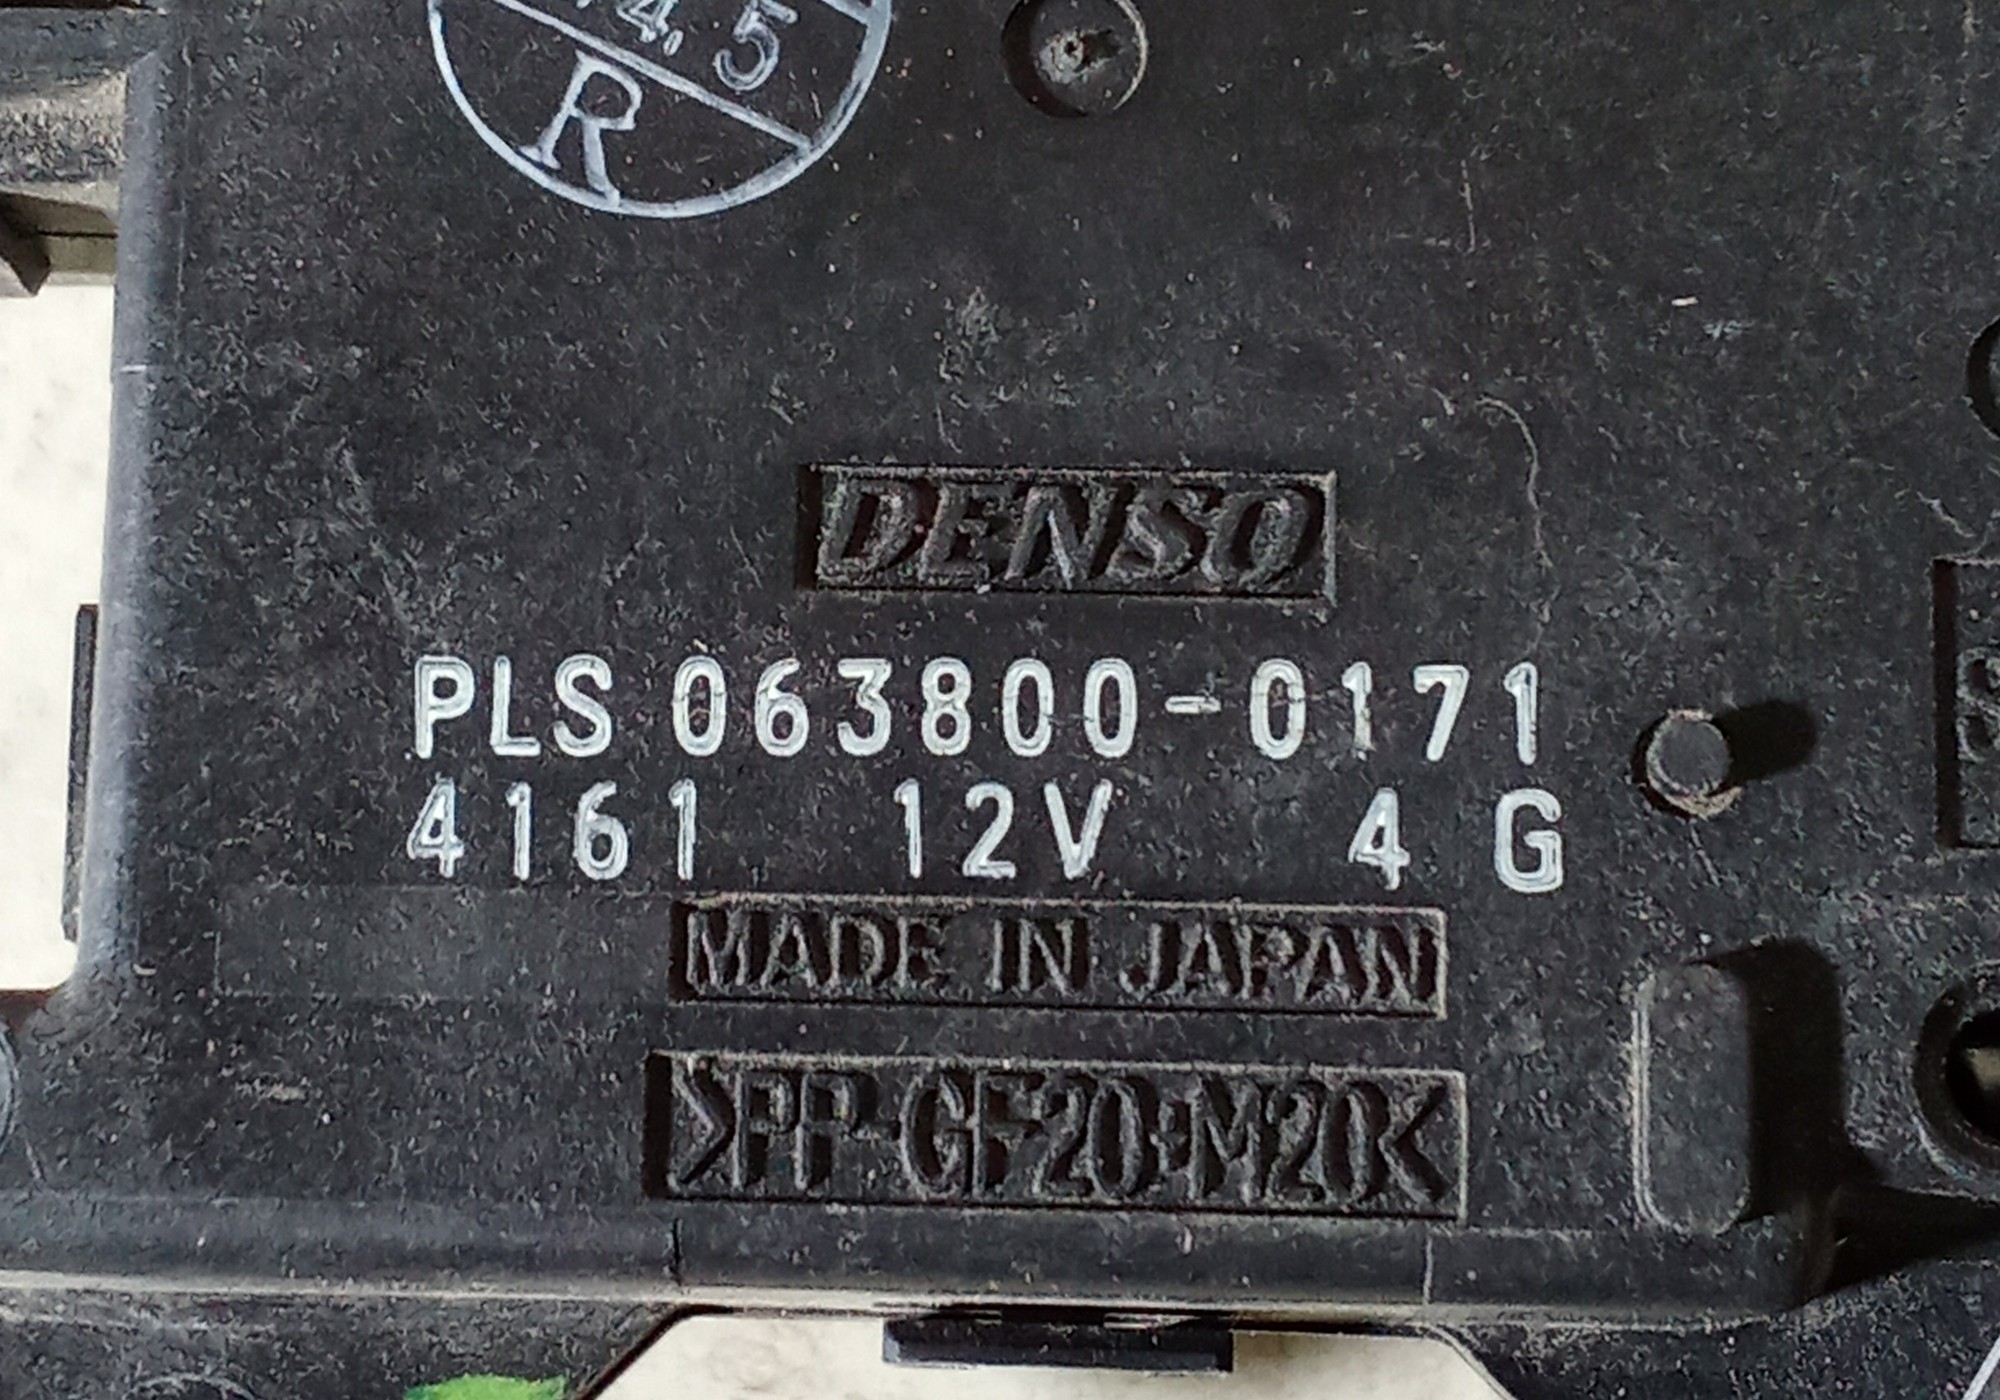 4.5
R
DENSO
PLS 063800-0171
4161 12V 4 G
MADE IN JAPAN
>PP-GF20+M20<